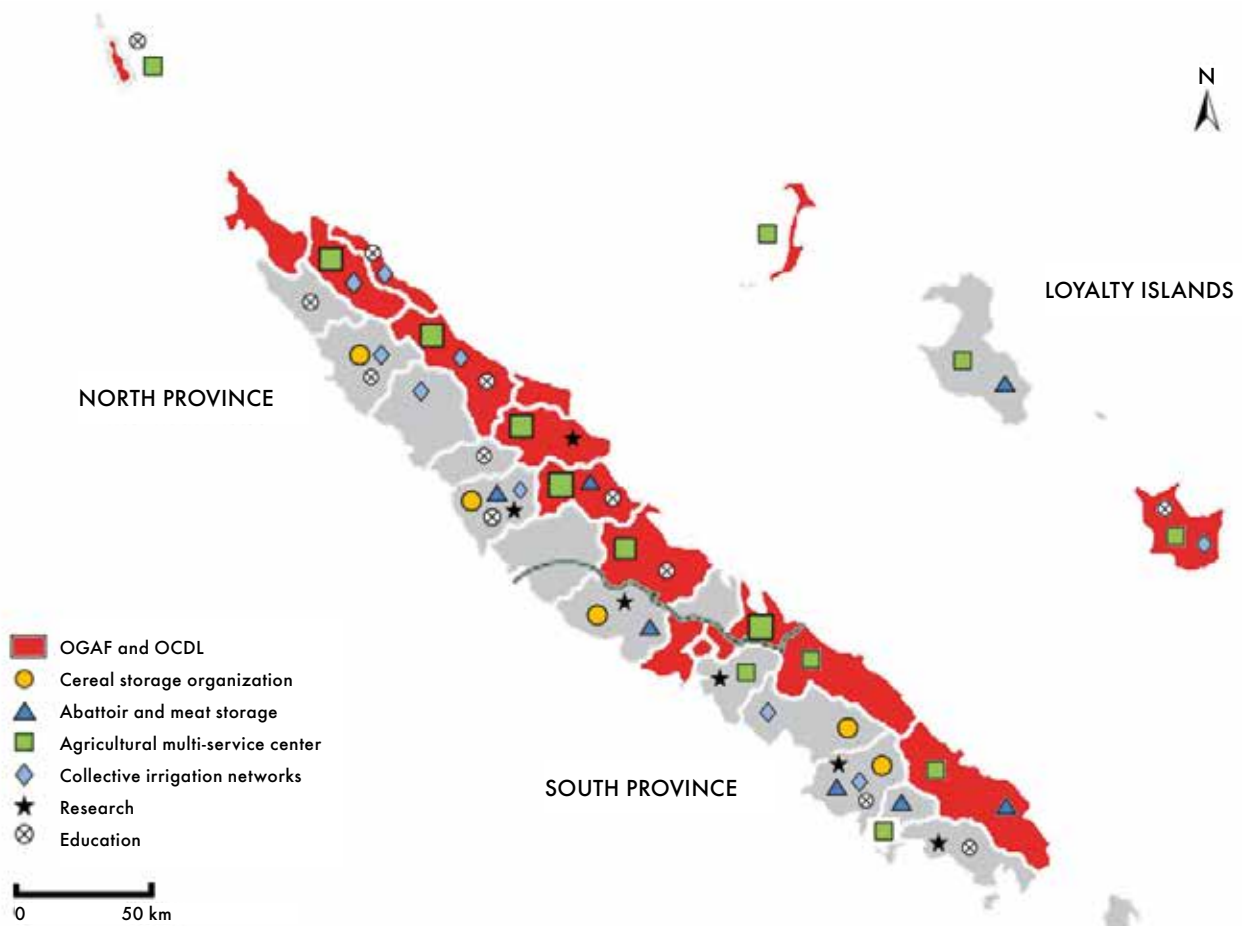 N
LOYALTY ISLANDS
NORTH PROVINCE
SOUTH PROVINCE
OGAF and OCDL
Cereal storage organization
Abattoir and meat storage
Agricultural multi-service center
Collective irrigation networks
Research
Education
0 50 km